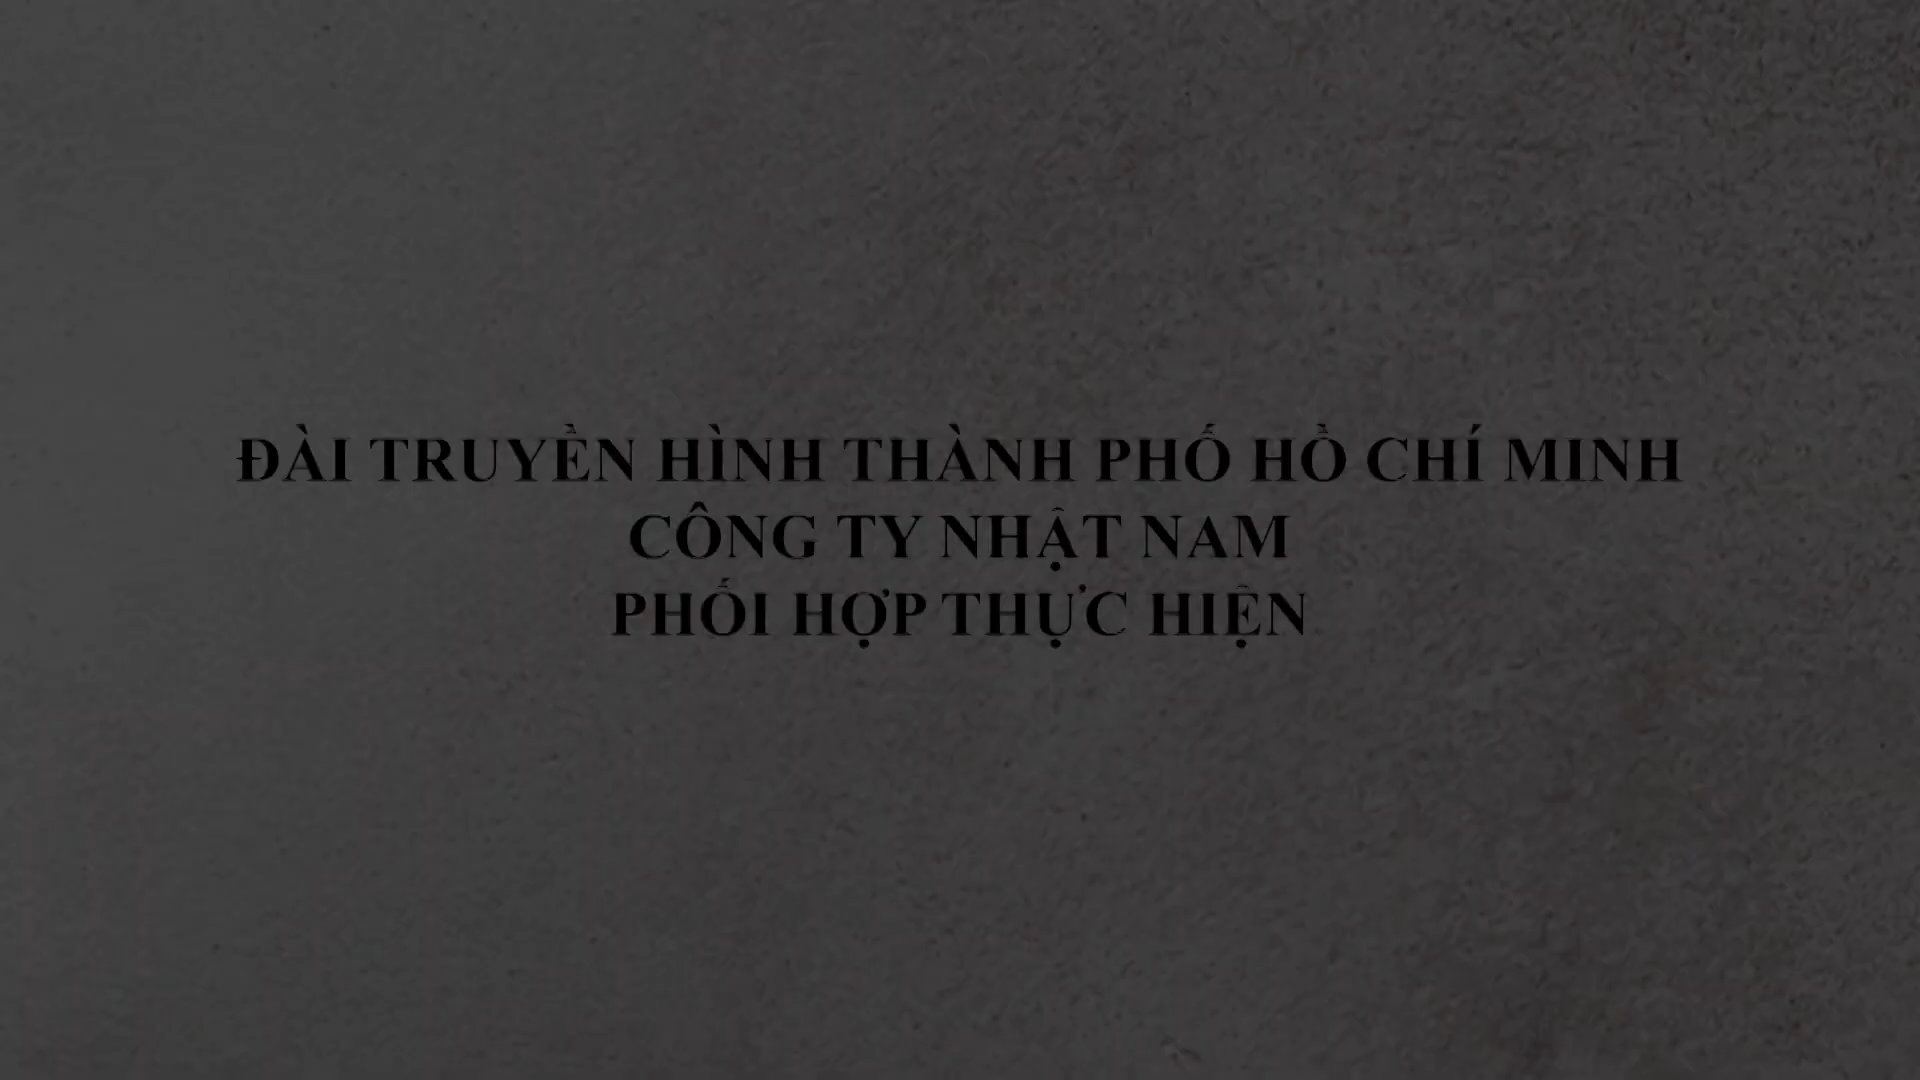 ĐÀI TRUYỀN HÌNH THÀNH PHỐ HỒ CHÍ MINH
CÔNG TY NHẬT NAM
PHỐI HỢP THỰC HIỆN